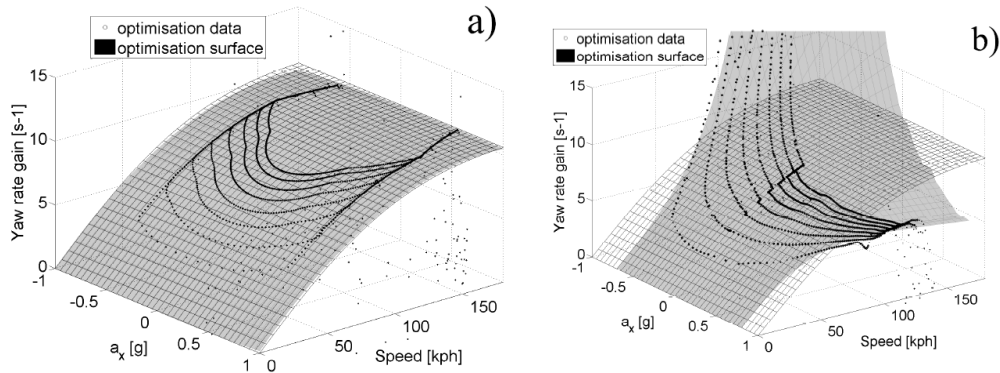 a)
optimisation data
optimisation surface
15
10
5
0
Yaw rate gain [s-1]
-1
-0.5
0
0.5
1
a_x [g]
0
50
100
150
Speed [kph]
b)
optimisation data
optimisation surface
15
10
5
0
Yaw rate gain [s-1]
-1
-0.5
0
0.5
1
a_x [g]
0
50
100
150
Speed [kph]